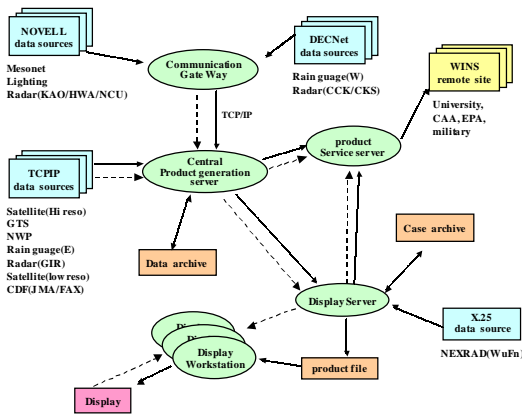 NOVELL
data sources
Mesonet
Lighting
Radar(KAO/HWA/NCU)
Communication
Gate Way
DECNet
data sources
Rain guage(W)
Radar(CCK/CKS)
WINS
remote site
University,
CAA, EPA,
military
TCP/IP
product
Service server
TCPIP
data sources
Satellite(Hi reso)
GTS
NWP
Rain guage(E)
Radar(GIR)
Satellite(low reso)
CDF(JMA/FAX)
Central
Product generation
server
Data archive
Case archive
Display Server
X.25
data source
NEXRAD(WuFn)
Display
Workstation
product file
Display